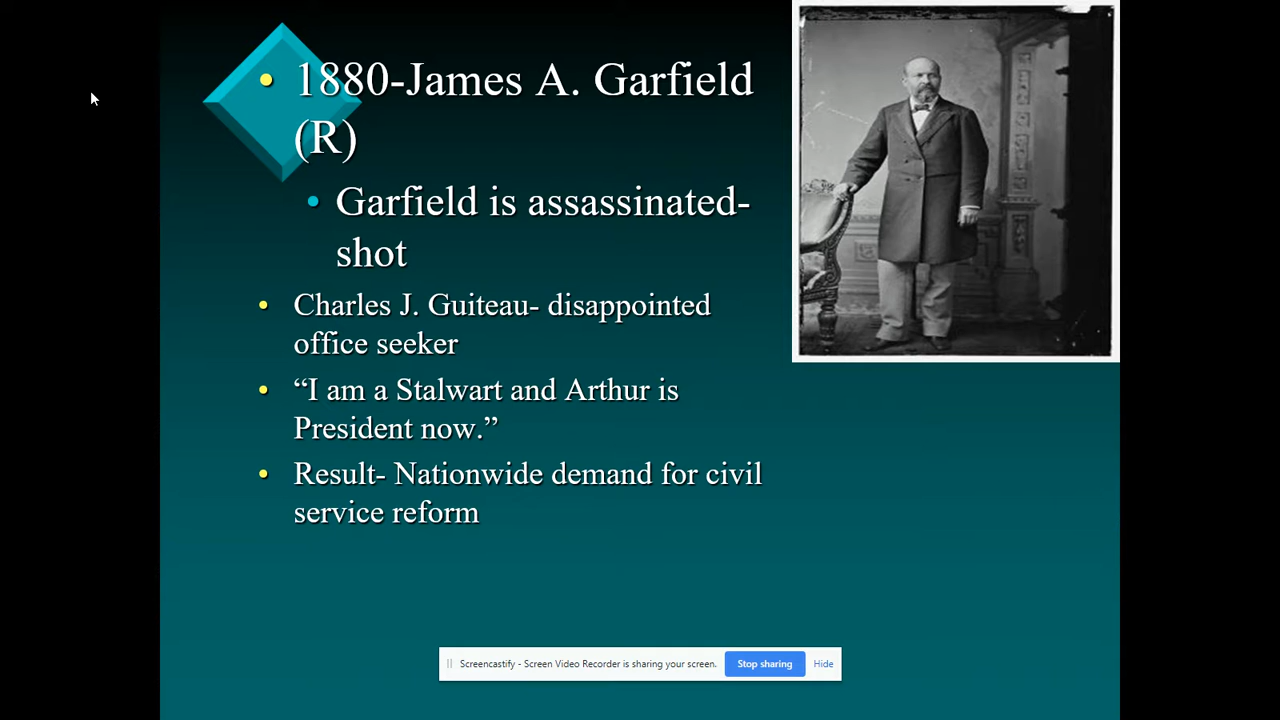 1880-James A. Garfield
(R)
Garfield is assassinated-
shot
Charles J. Guiteau- disappointed
office seeker
“I am a Stalwart and Arthur is
President now.”
Result- Nationwide demand for civil
service reform
Screencastify - Screen Video Recorder is sharing your screen. Stop sharing Hide